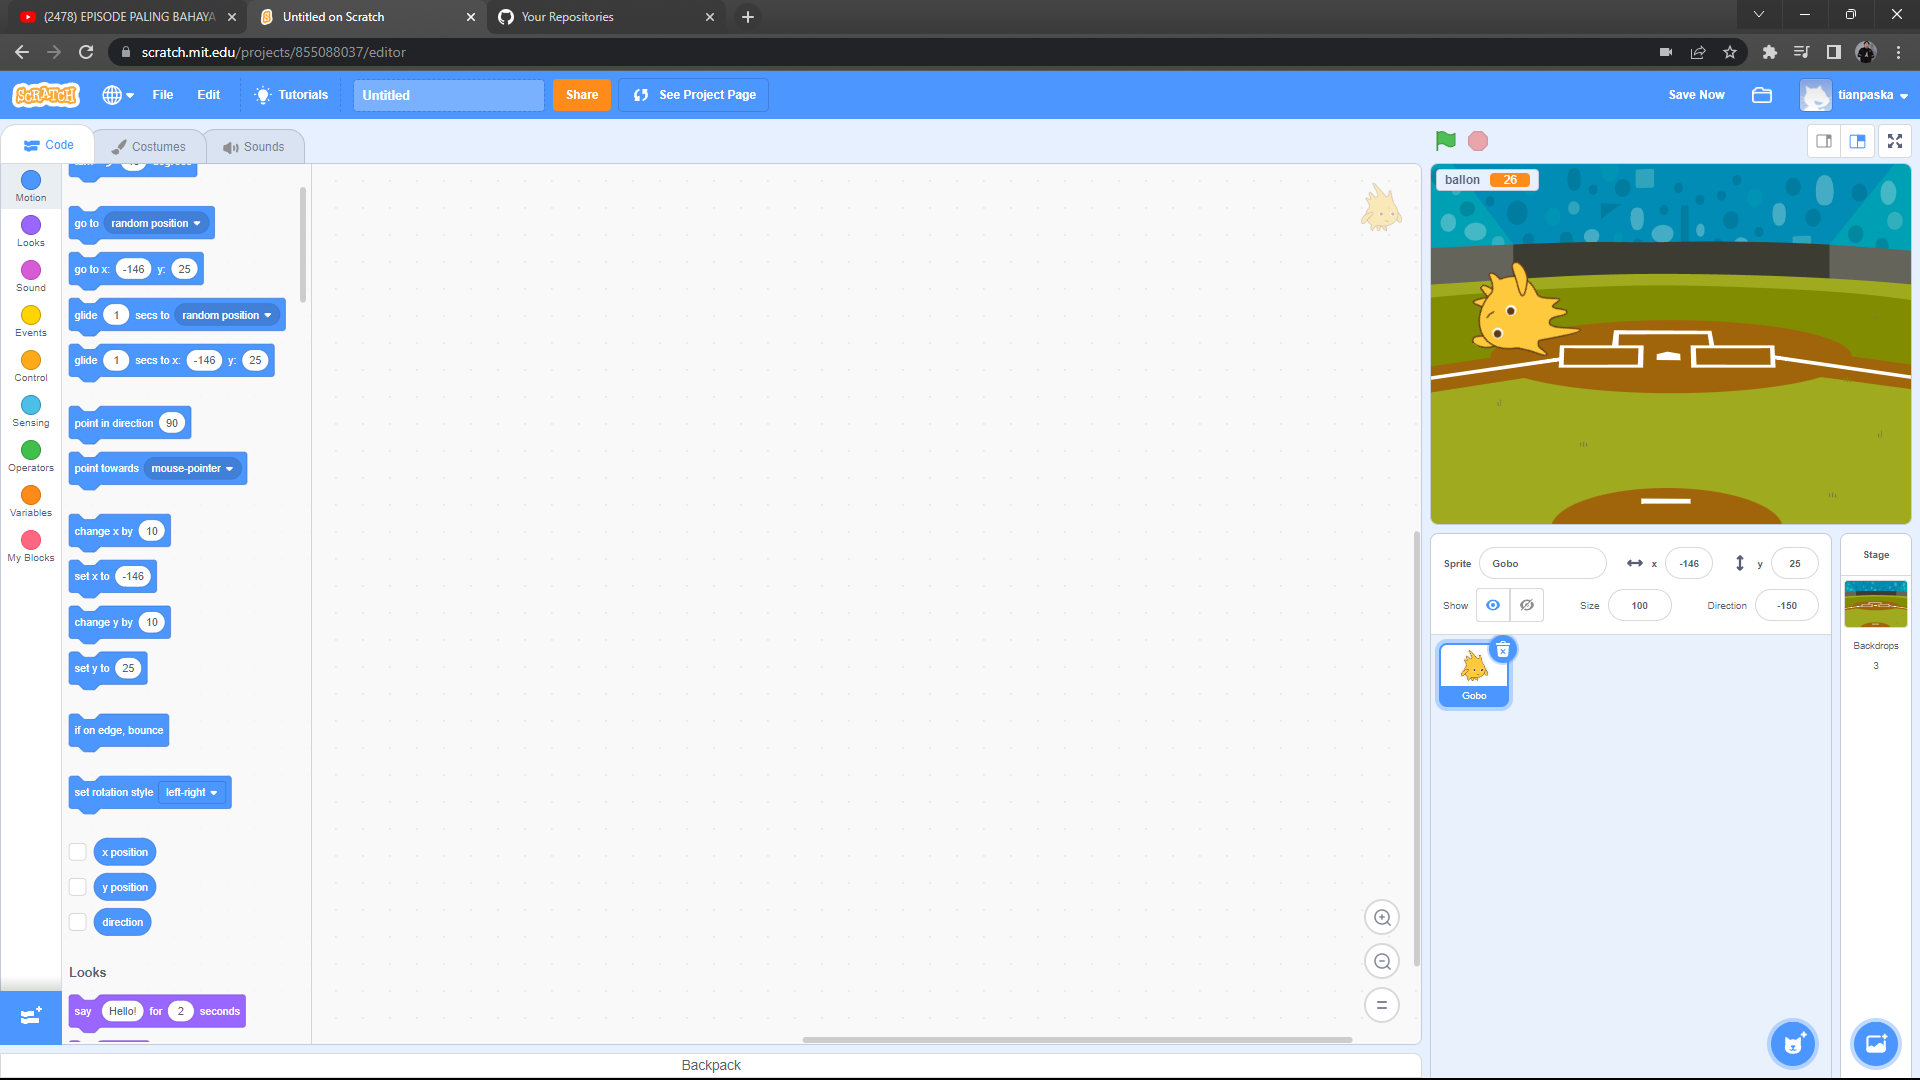 (2478) EPISODE PALING BAHAYA
Untitled on Scratch
Your Repositories
scratch.mit.edu/projects/855088037/editor
SCRATCH
File
Edit
Tutorials
Untitled
Share
See Project Page
Save Now
tianpaska
Code
Costumes
Sounds
Motion
Looks
Sound
Events
Control
Sensing
Operators
Variables
My Blocks
go to random position
go to x: -146 y: 25
glide 1 secs to random position
glide 1 secs to x: -146 y: 25
point in direction 90
point towards mouse-pointer
change x by 10
set x to -146
change y by 10
set y to 25
if on edge, bounce
set rotation style left-right
x position
y position
direction
Looks
say Hello! for 2 seconds
Backpack
ballon 26
Sprite Gobo x -146 y 25
Show Size 100 Direction -150
Gobo
Stage
Backdrops
3